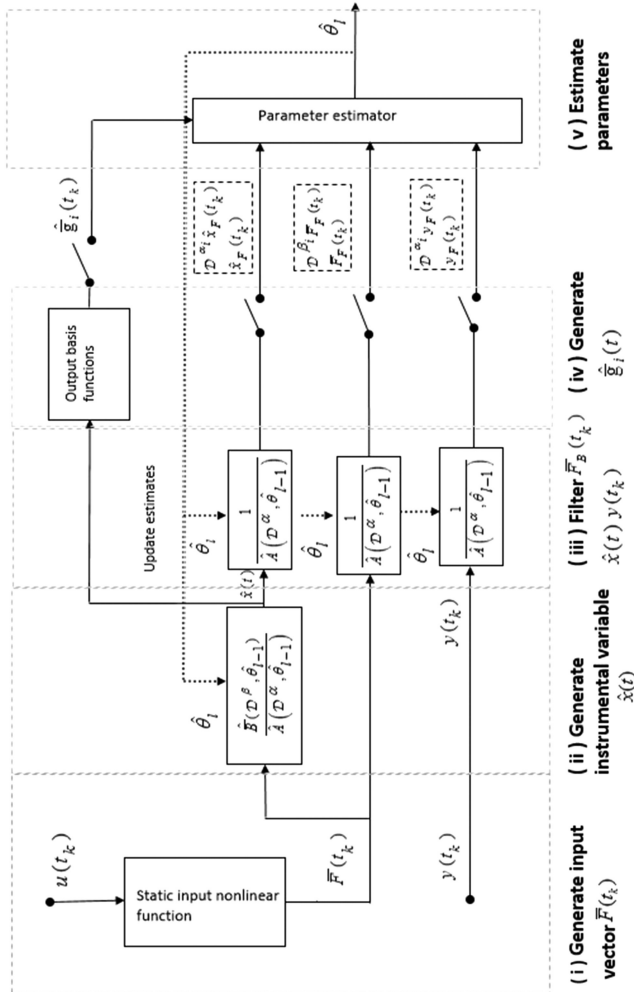 u(t_k)
Static input nonlinear
function
F̅(t_k)
y(t_k)
θ̂_l
B̅̂(𝒟^β, θ̂_{l-1})
Â(𝒟^α, θ̂_{l-1})
x̂(t)
y(t_k)
Update estimates
θ̂_l
1
Â(𝒟^α, θ̂_{l-1})
θ̂_l
1
Â(𝒟^α, θ̂_{l-1})
θ̂_l
1
Â(𝒟^α, θ̂_{l-1})
Output basis
functions
g̅̂_i(t_k)
𝒟^{α_i} x̂_F(t_k)
x̂_F(t_k)
𝒟^{β_i} F̅_F(t_k)
F̅_F(t_k)
𝒟^{α_i} y_F(t_k)
y_F(t_k)
Parameter estimator
θ̂_l
(i) Generate input
vector F̅(t_k)
(ii) Generate
instrumental variable
x̂(t)
(iii) Filter F̅_B(t_k)
x̂(t) y(t_k)
(iv) Generate
g̅̂_i(t)
(v) Estimate
parameters